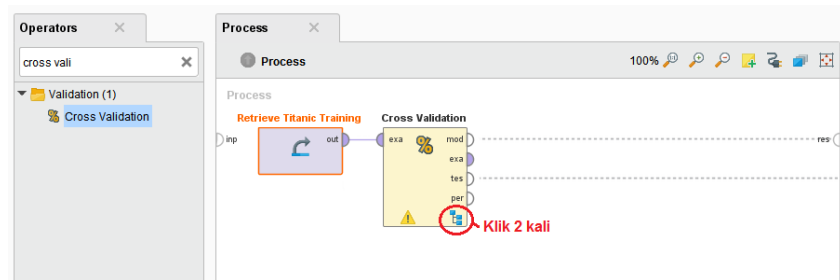 Operators
Process
cross vali
Process
100%
Validation (1)
Cross Validation
Process
Retrieve Titanic Training
Cross Validation
inp
out
exa
mod
exa
tes
per
res
Klik 2 kali